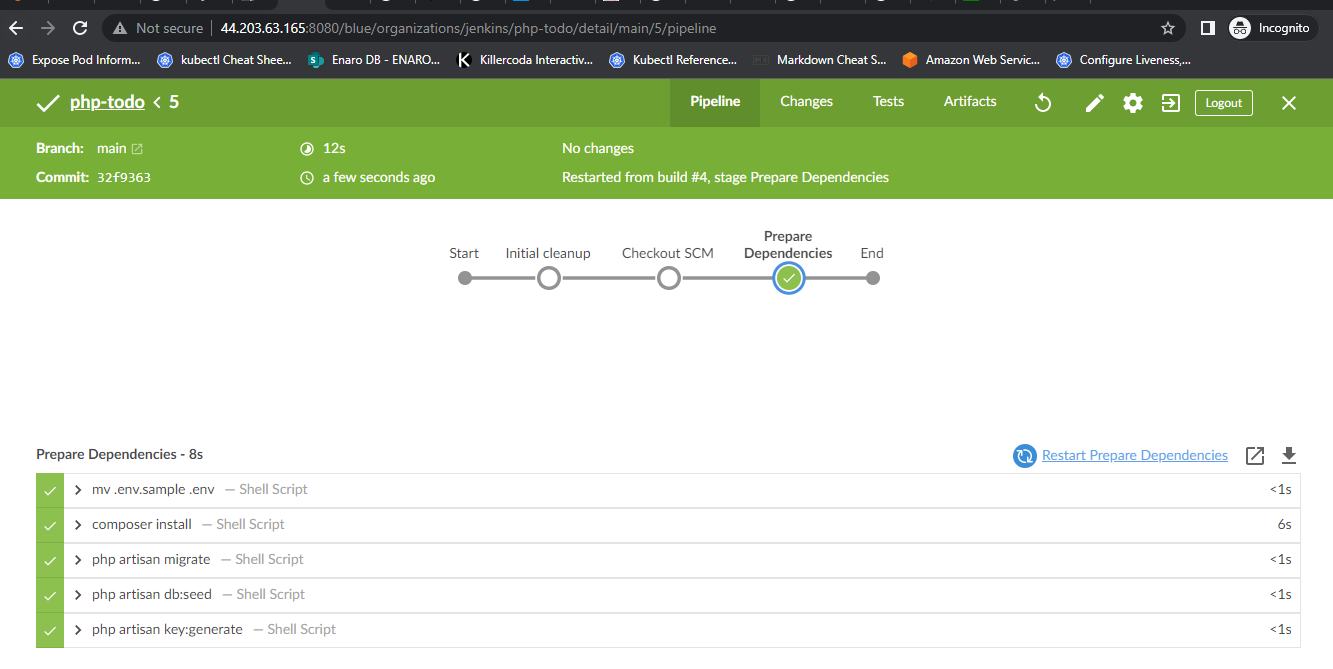 Not secure 44.203.63.165:8080/blue/organizations/jenkins/php-todo/detail/main/5/pipeline Incognito
Expose Pod Inform... kubectl Cheat Shee... Enaro DB - ENARO... Killercoda Interactiv... Kubectl Reference... Markdown Cheat S... Amazon Web Servic... Configure Liveness,...
php-todo < 5 Pipeline Changes Tests Artifacts Logout
Branch: main 12s No changes
Commit: 32f9363 a few seconds ago Restarted from build #4, stage Prepare Dependencies
Prepare
Start Initial cleanup Checkout SCM Dependencies End
Prepare Dependencies - 8s Restart Prepare Dependencies
mv .env.sample .env — Shell Script <1s
composer install — Shell Script 6s
php artisan migrate — Shell Script <1s
php artisan db:seed — Shell Script <1s
php artisan key:generate — Shell Script <1s